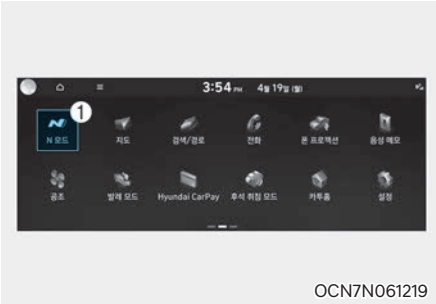 3:54 PM 4월 19일 (월)
1
N 모드 지도 검색/경로 전화 폰 프로젝션 음성 메모
공조 발레 모드 Hyundai CarPay 후석 취침 모드 카투홈 설정
OCN7N061219